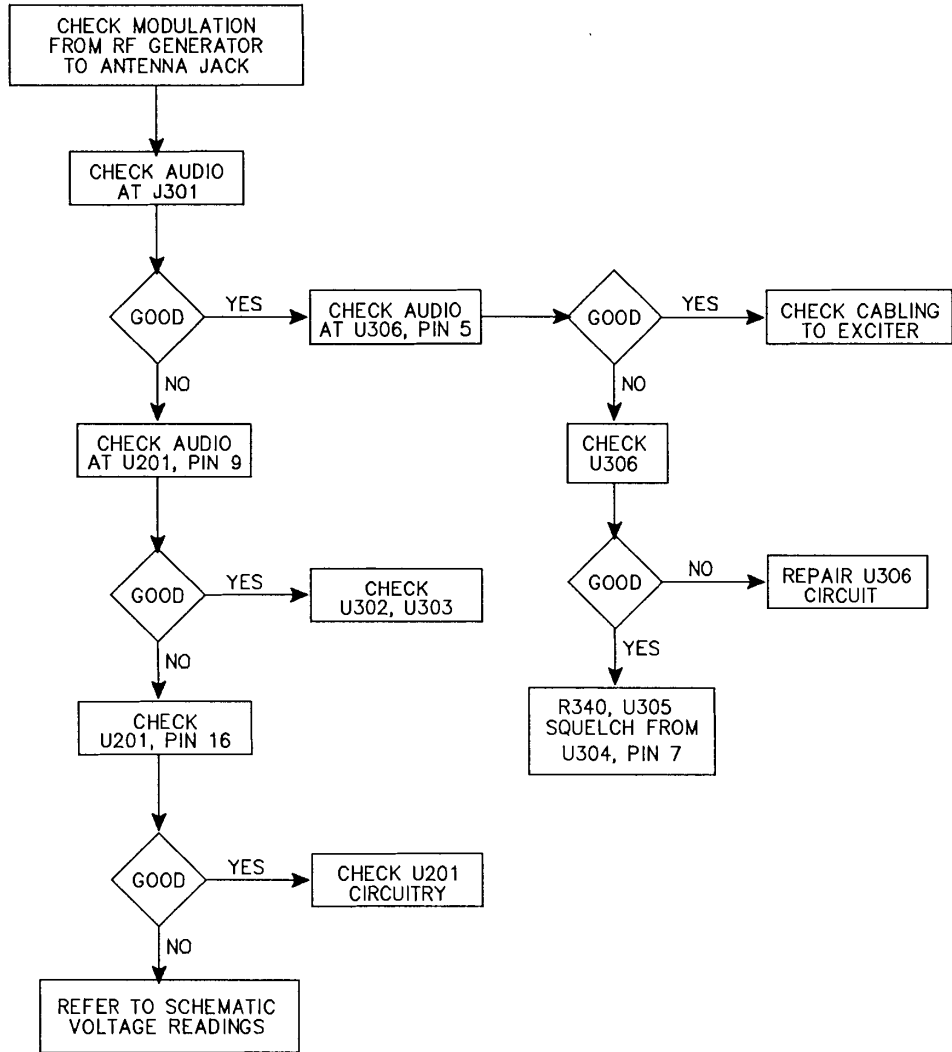 CHECK MODULATION
FROM RF GENERATOR
TO ANTENNA JACK
CHECK AUDIO
AT J301
GOOD
YES
CHECK AUDIO
AT U306, PIN 5
GOOD
YES
CHECK CABLING
TO EXCITER
NO
NO
CHECK AUDIO
AT U201, PIN 9
CHECK
U306
GOOD
YES
CHECK
U302, U303
GOOD
NO
REPAIR U306
CIRCUIT
NO
YES
CHECK
U201, PIN 16
R340, U305
SQUELCH FROM
U304, PIN 7
GOOD
YES
CHECK U201
CIRCUITRY
NO
REFER TO SCHEMATIC
VOLTAGE READINGS